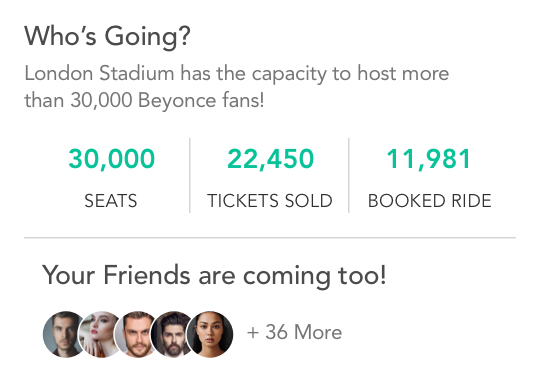 Who's Going?
London Stadium has the capacity to host more
than 30,000 Beyonce fans!
30,000 22,450 11,981
SEATS TICKETS SOLD BOOKED RIDE
Your Friends are coming too!
+ 36 More